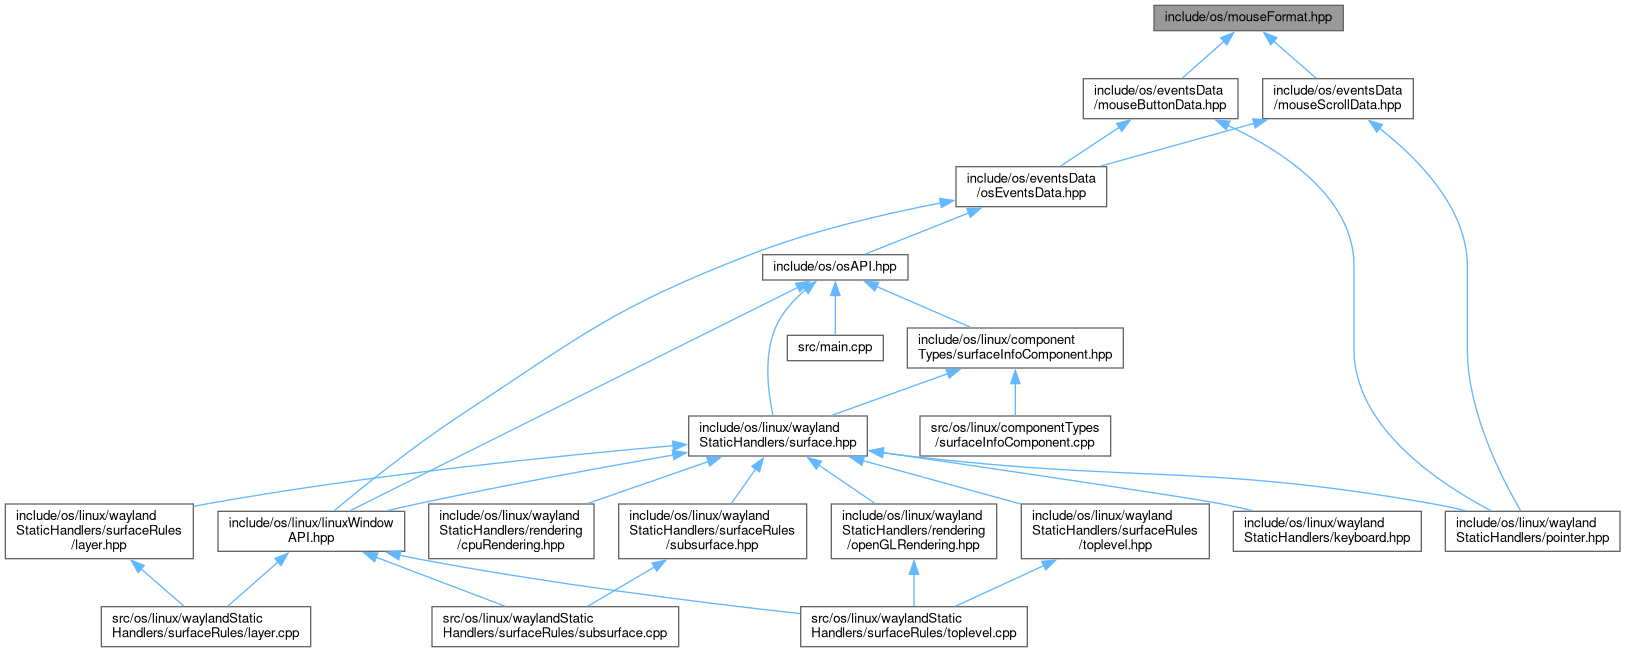 include/os/mouseFormat.hpp
include/os/eventsData
/mouseButtonData.hpp
include/os/eventsData
/mouseScrollData.hpp
include/os/eventsData
/osEventsData.hpp
include/os/osAPI.hpp
src/main.cpp
include/os/linux/component
Types/surfaceInfoComponent.hpp
include/os/linux/wayland
StaticHandlers/surface.hpp
src/os/linux/componentTypes
/surfaceInfoComponent.cpp
include/os/linux/wayland
StaticHandlers/surfaceRules
/layer.hpp
include/os/linux/linuxWindow
API.hpp
include/os/linux/wayland
StaticHandlers/rendering
/cpuRendering.hpp
include/os/linux/wayland
StaticHandlers/surfaceRules
/subsurface.hpp
include/os/linux/wayland
StaticHandlers/rendering
/openGLRendering.hpp
include/os/linux/wayland
StaticHandlers/surfaceRules
/toplevel.hpp
include/os/linux/wayland
StaticHandlers/keyboard.hpp
include/os/linux/wayland
StaticHandlers/pointer.hpp
src/os/linux/waylandStatic
Handlers/surfaceRules/layer.cpp
src/os/linux/waylandStatic
Handlers/surfaceRules/subsurface.cpp
src/os/linux/waylandStatic
Handlers/surfaceRules/toplevel.cpp